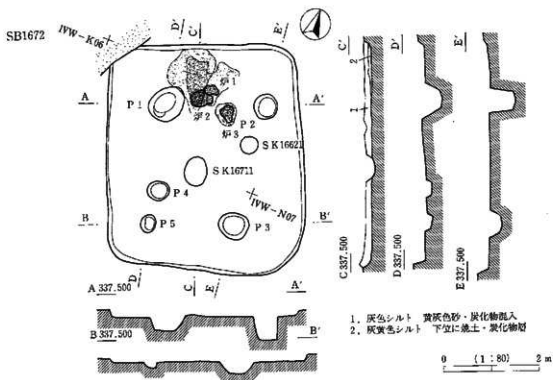 SB1672
IVW-K06
D'
C'
E'
A
A'
炉1
P1
炉2
P2
炉3
SK16621
SK16711
P4
IVW-N07
B
B'
P5
P3
D
C
E
A 337.500
A'
B 337.500
B'
C'
D'
E'
2
1
C 337.500
D 337.500
E 337.500
1. 灰色シルト 黄灰色砂・炭化物混入
2. 灰黄色シルト 下位に焼土・炭化物層
0 (1:80) 2 m